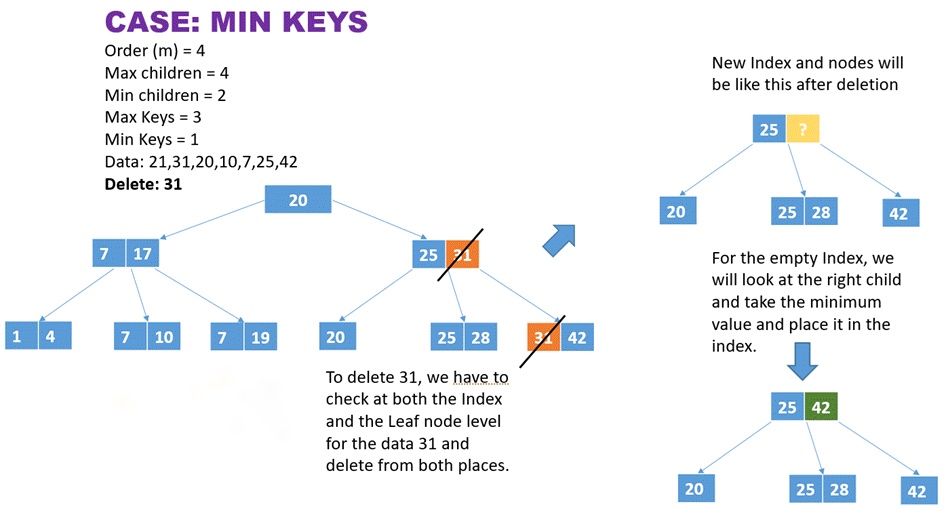 CASE: MIN KEYS
Order (m) = 4
Max children = 4
Min children = 2
Max Keys = 3
Min Keys = 1
Data: 21,31,20,10,7,25,42
Delete: 31
20
7 17
25 31
1 4
7 10
7 19
20
25 28
31 42
To delete 31, we have to
check at both the Index
and the Leaf node level
for the data 31 and
delete from both places.
New Index and nodes will
be like this after deletion
25 ?
20
25 28
42
For the empty Index, we
will look at the right child
and take the minimum
value and place it in the
index.
25 42
20
25 28
42